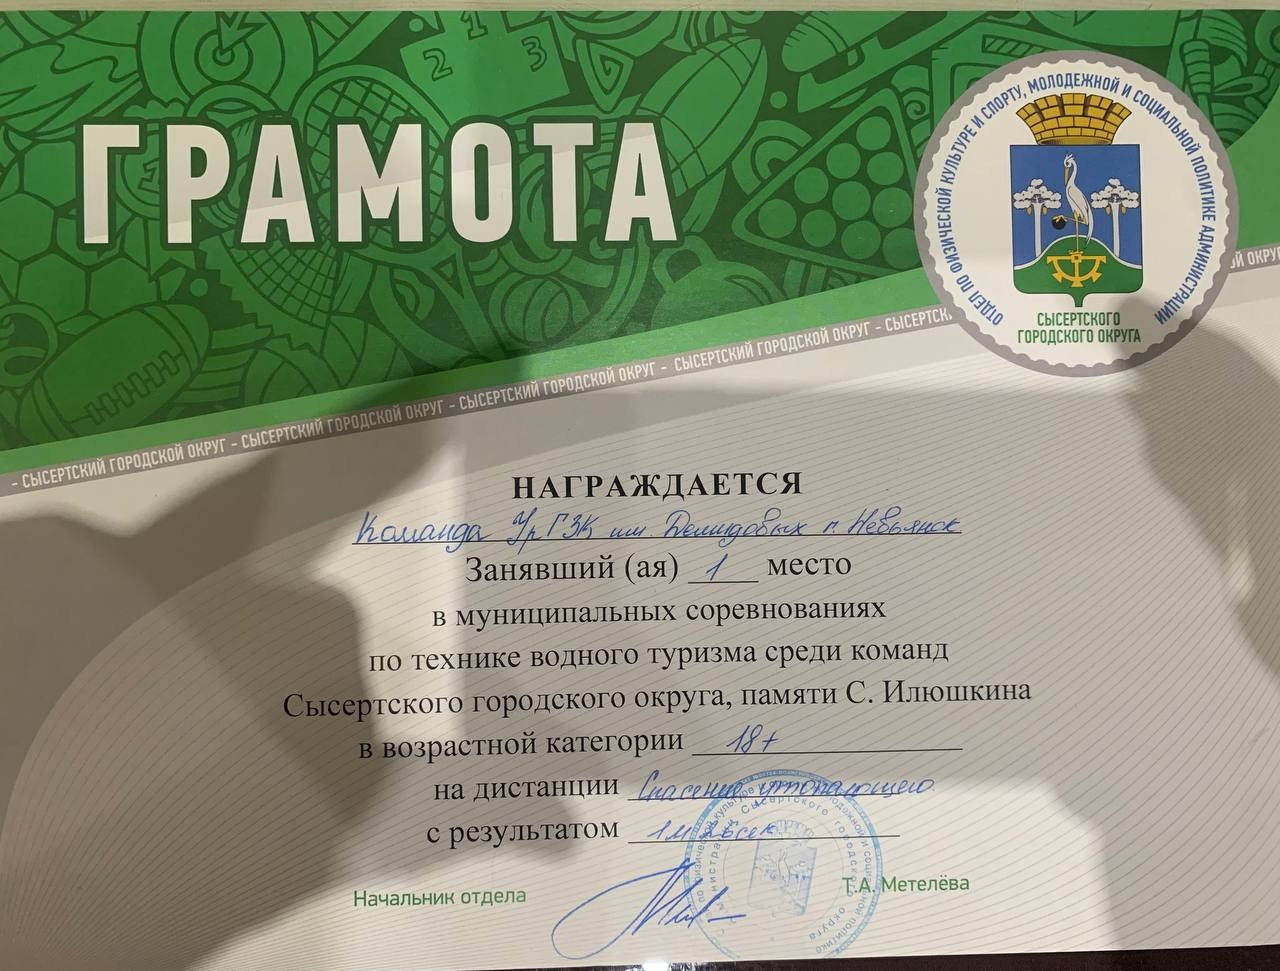 ГРАМОТА
ОТДЕЛ ПО ФИЗИЧЕСКОЙ КУЛЬТУРЕ И СПОРТУ, МОЛОДЕЖНОЙ И СОЦИАЛЬНОЙ ПОЛИТИКЕ АДМИНИСТРАЦИИ
СЫСЕРТСКОГО
ГОРОДСКОГО ОКРУГА
- СЫСЕРТСКИЙ ГОРОДСКОЙ ОКРУГ - СЫСЕРТСКИЙ ГОРОДСКОЙ ОКРУГ - СЫСЕРТСКИЙ ГОРОДСКОЙ ОКРУГ - СЫСЕРТСКИЙ ГОРОДСКОЙ ОКРУГ - СЫСЕРТСК
НАГРАЖДАЕТСЯ
Команда УрГЗК им. Демидовых г. Невьянск
Занявший (ая) 1 место
в муниципальных соревнованиях
по технике водного туризма среди команд
Сысертского городского округа, памяти С. Илюшкина
в возрастной категории 18+
на дистанции Спасение утопающего.
с результатом
Начальник отдела
Т.А. Метелёва